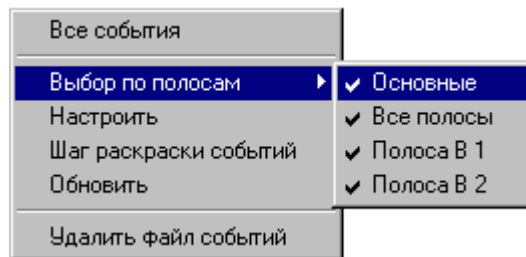 Все события
Выбор по полосам
Настроить
Шаг раскраски событий
Обновить
Удалить файл событий
Основные
Все полосы
Полоса В 1
Полоса В 2